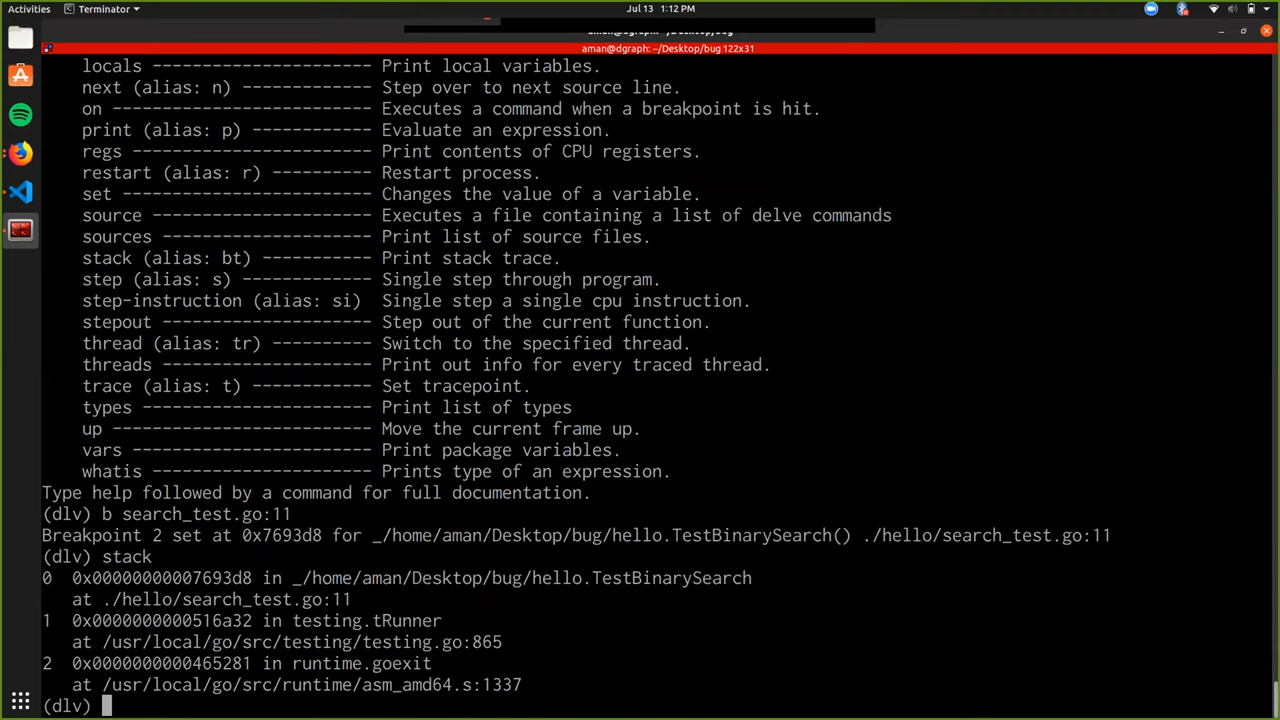 Activities
Terminator
Jul 13 1:12 PM
aman@dgraph: ~/Desktop/bug
aman@dgraph: ~/Desktop/bug 122x31
locals ---------------------- Print local variables.
next (alias: n) ------------- Step over to next source line.
on -------------------------- Executes a command when a breakpoint is hit.
print (alias: p) ------------ Evaluate an expression.
regs ------------------------ Print contents of CPU registers.
restart (alias: r) ---------- Restart process.
set ------------------------- Changes the value of a variable.
source ---------------------- Executes a file containing a list of delve commands
sources --------------------- Print list of source files.
stack (alias: bt) ----------- Print stack trace.
step (alias: s) ------------- Single step through program.
step-instruction (alias: si)  Single step a single cpu instruction.
stepout --------------------- Step out of the current function.
thread (alias: tr) ---------- Switch to the specified thread.
threads --------------------- Print out info for every traced thread.
trace (alias: t) ------------ Set tracepoint.
types ----------------------- Print list of types
up -------------------------- Move the current frame up.
vars ------------------------ Print package variables.
whatis ---------------------- Prints type of an expression.
Type help followed by a command for full documentation.
(dlv) b search_test.go:11
Breakpoint 2 set at 0x7693d8 for _/home/aman/Desktop/bug/hello.TestBinarySearch() ./hello/search_test.go:11
(dlv) stack
0  0x00000000007693d8 in _/home/aman/Desktop/bug/hello.TestBinarySearch
at ./hello/search_test.go:11
1  0x0000000000516a32 in testing.tRunner
at /usr/local/go/src/testing/testing.go:865
2  0x0000000000465281 in runtime.goexit
at /usr/local/go/src/runtime/asm_amd64.s:1337
(dlv)